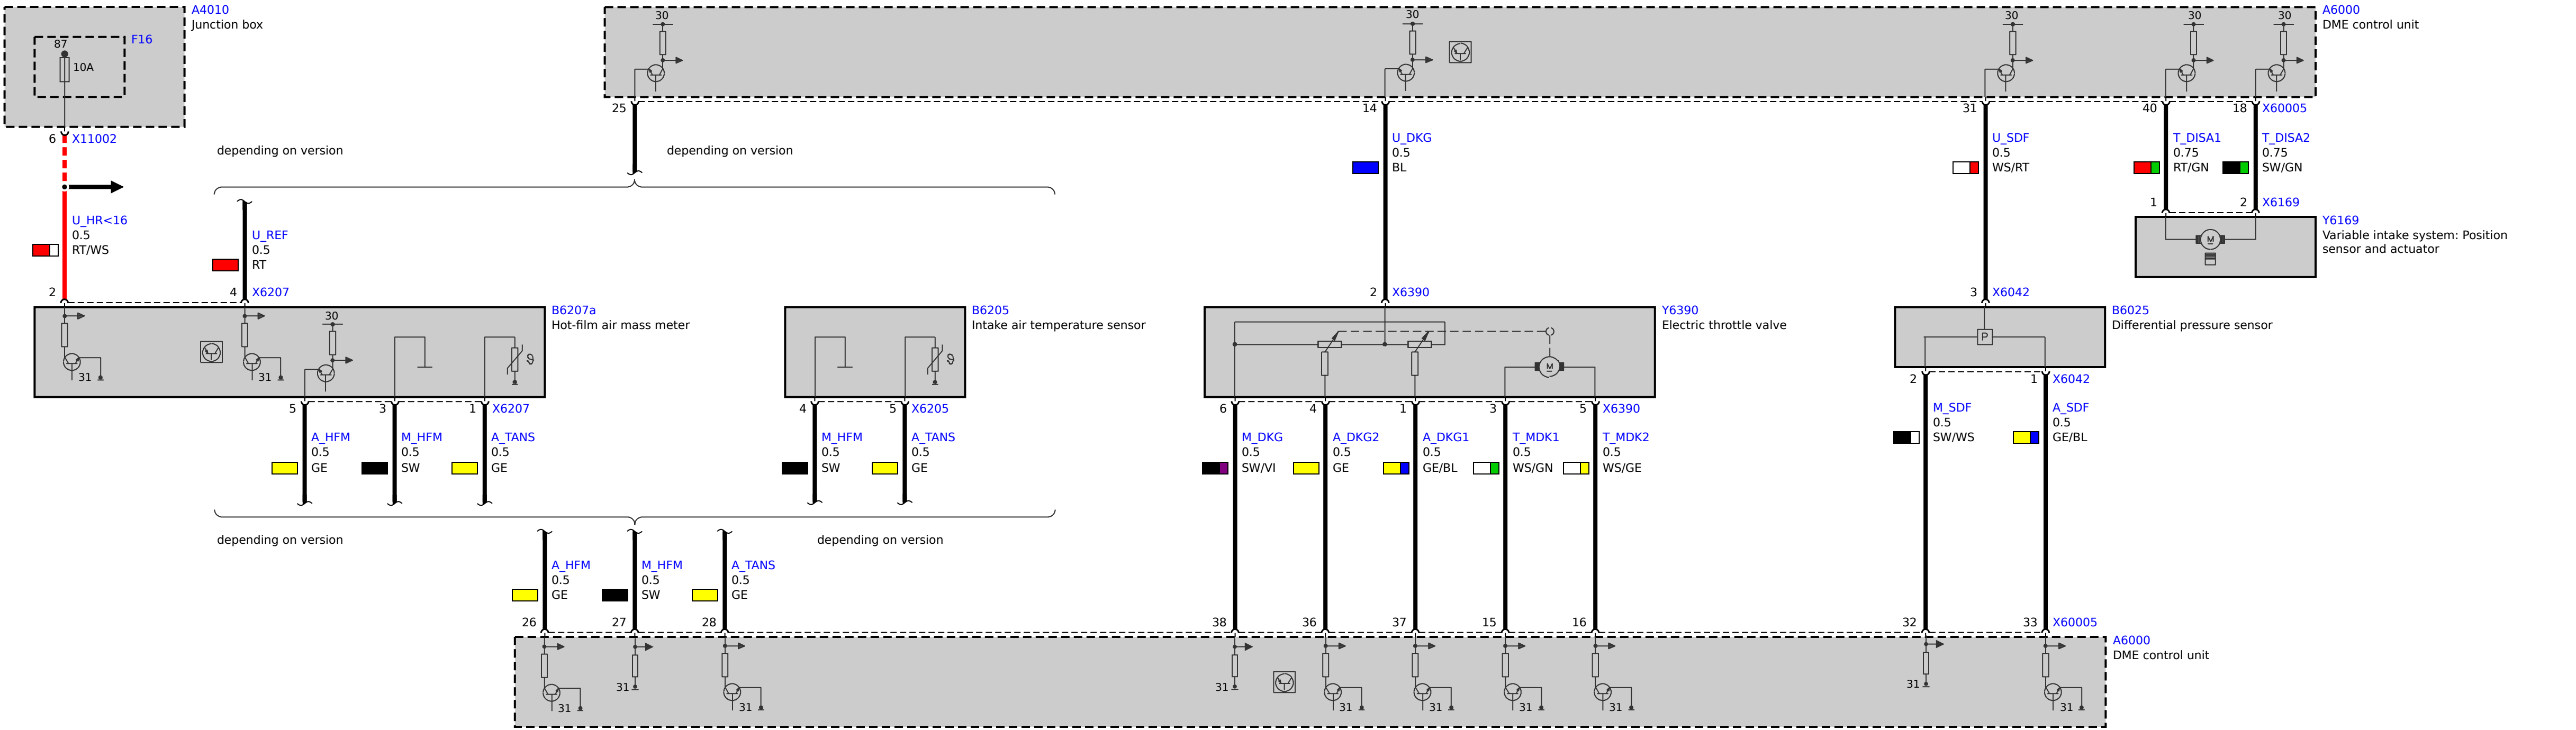 A4010
Junction box
F16
87
10A
6 X11002
30
30
30
30
30
A6000
DME control unit
25
14
31
40
18 X60005
depending on version
depending on version
U_HR<16
0.5
RT/WS
U_REF
0.5
RT
U_DKG
0.5
BL
U_SDF
0.5
WS/RT
T_DISA1
0.75
RT/GN
T_DISA2
0.75
SW/GN
1
2 X6169
Y6169
Variable intake system: Position
sensor and actuator
M
2
4 X6207
2 X6390
3 X6042
B6207a
Hot-film air mass meter
31
31
30
B6205
Intake air temperature sensor
Y6390
Electric throttle valve
M
B6025
Differential pressure sensor
P
5
3
1 X6207
4
5 X6205
6
4
1
3
5 X6390
2
1 X6042
A_HFM
0.5
GE
M_HFM
0.5
SW
A_TANS
0.5
GE
M_HFM
0.5
SW
A_TANS
0.5
GE
M_DKG
0.5
SW/VI
A_DKG2
0.5
GE
A_DKG1
0.5
GE/BL
T_MDK1
0.5
WS/GN
T_MDK2
0.5
WS/GE
M_SDF
0.5
SW/WS
A_SDF
0.5
GE/BL
depending on version
depending on version
A_HFM
0.5
GE
M_HFM
0.5
SW
A_TANS
0.5
GE
26
27
28
38
36
37
15
16
32
33 X60005
A6000
DME control unit
31
31
31
31
31
31
31
31
31
31